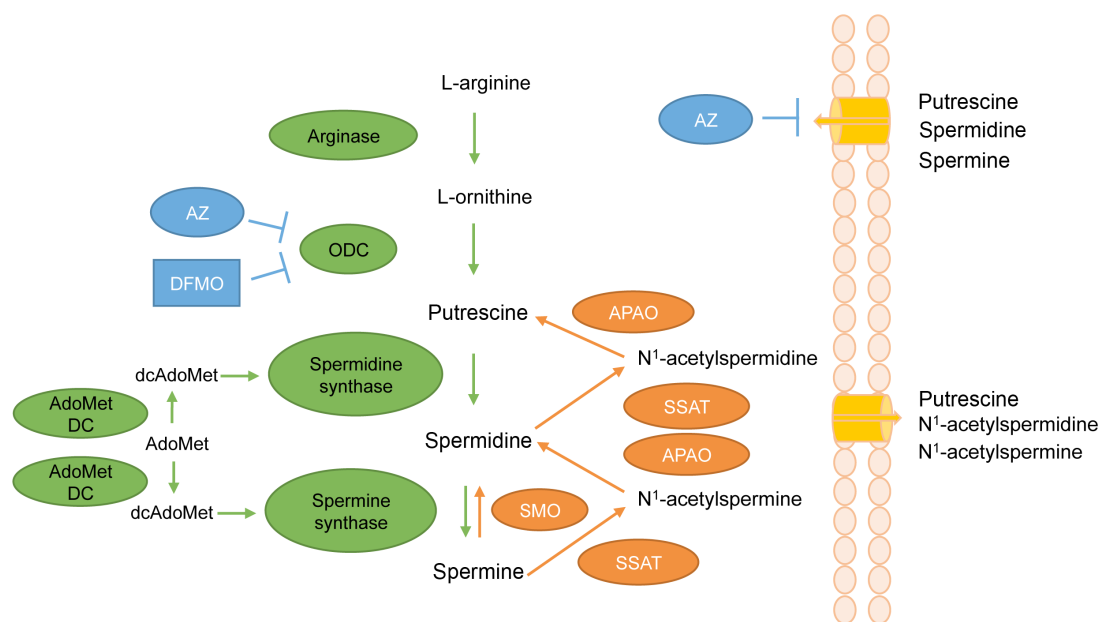 L-arginine
Arginase
L-ornithine
AZ
ODC
DFMO
Putrescine
APAO
N¹-acetylspermidine
Spermidine
synthase
dcAdoMet
AdoMet
DC
SSAT
AdoMet
Spermidine
APAO
AdoMet
DC
N¹-acetylspermine
Spermine
synthase
dcAdoMet
SMO
Spermine
SSAT
AZ
Putrescine
Spermidine
Spermine
Putrescine
N¹-acetylspermidine
N¹-acetylspermine